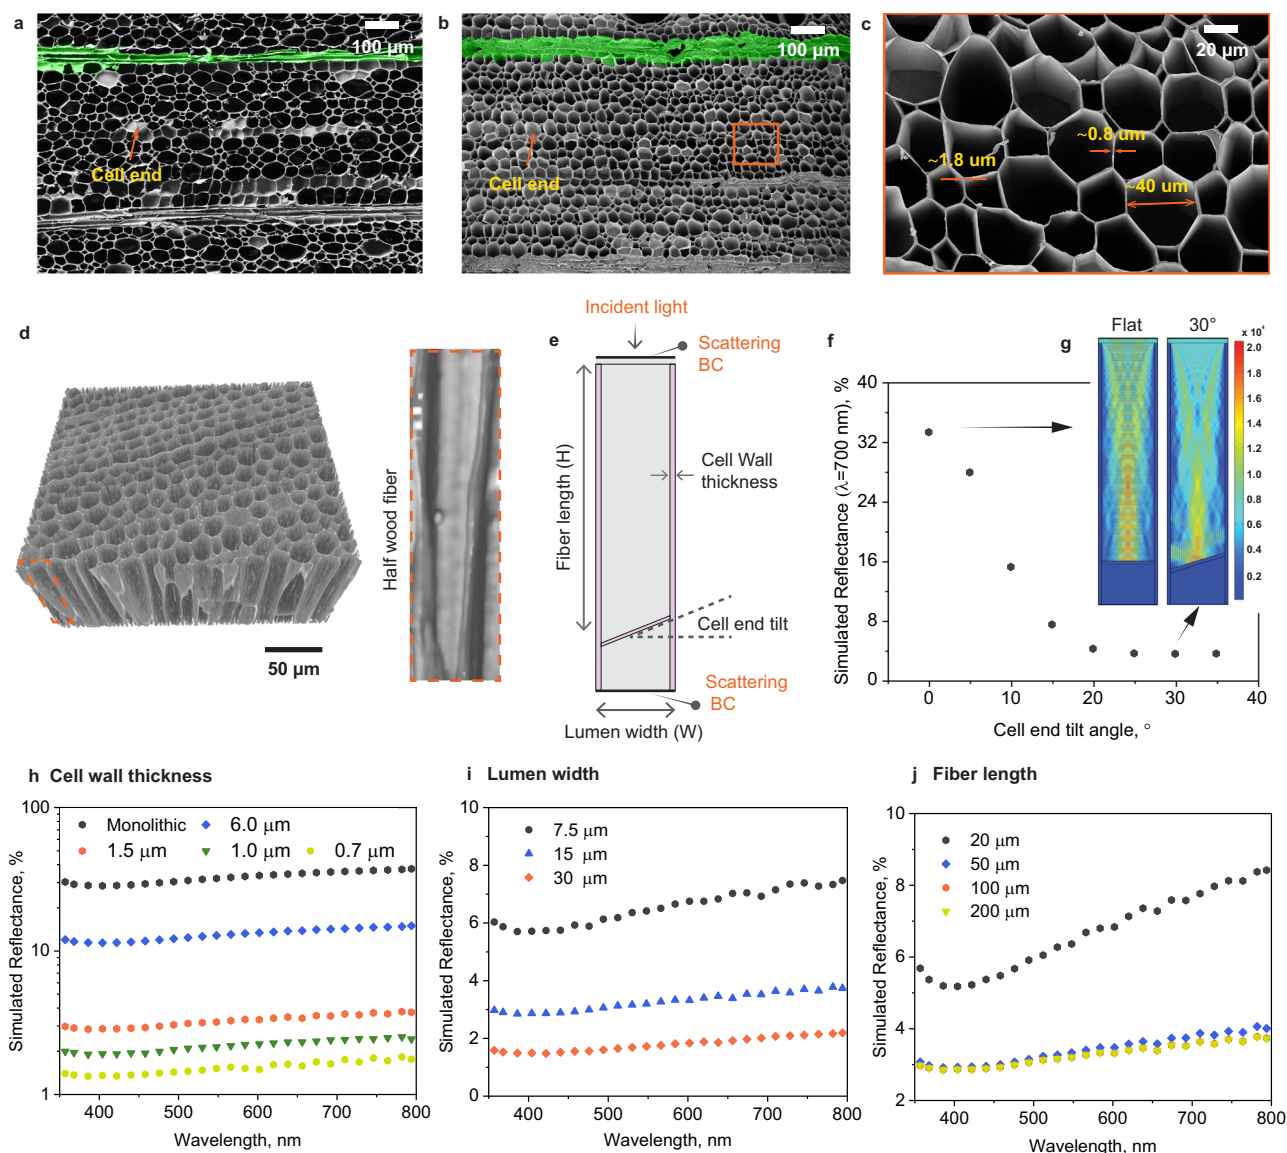 a
100 µm
Cell end
b
100 µm
Cell end
c
20 µm
~0.8 um
~1.8 um
~40 um
d
50 µm
Half wood fiber
e
Incident light
Scattering
BC
Fiber length (H)
Cell Wall
thickness
Cell end tilt
Scattering
BC
Lumen width (W)
f
Simulated Reflectance (λ=700 nm), %
40
32
24
16
8
0
0 10 20 30 40
Cell end tilt angle, °
g
Flat 30°
x 10⁴
2.0
1.8
1.6
1.4
1.2
1.0
0.8
0.6
0.4
0.2
h Cell wall thickness
Simulated Reflectance, %
100
10
1
Monolithic 6.0 µm
1.5 µm 1.0 µm 0.7 µm
400 500 600 700 800
Wavelength, nm
i Lumen width
Simulated Reflectance, %
10
8
6
4
2
0
7.5 µm
15 µm
30 µm
400 500 600 700 800
Wavelength, nm
j Fiber length
Simulated Reflectance, %
10
8
6
4
2
20 µm
50 µm
100 µm
200 µm
400 500 600 700 800
Wavelength, nm